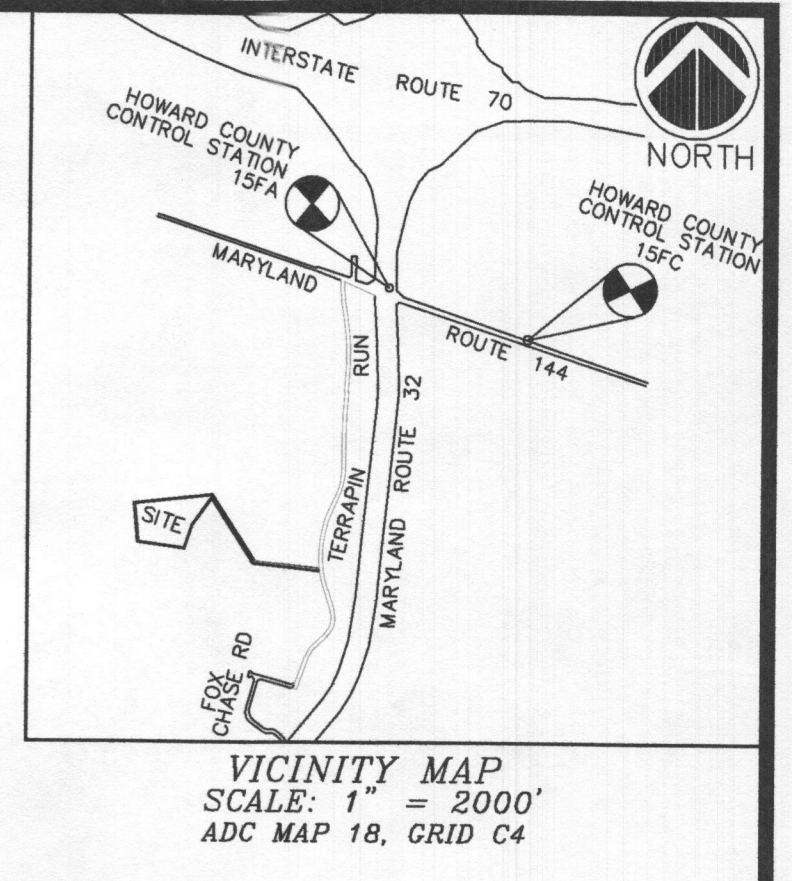 INTERSTATE ROUTE 70
NORTH
HOWARD COUNTY
CONTROL STATION
15FA
HOWARD COUNTY
CONTROL STATION
15FC
MARYLAND ROUTE 144
TERRAPIN RUN
MARYLAND ROUTE 32
SITE
FOX
CHASE RD
VICINITY MAP
SCALE: 1" = 2000'
ADC MAP 18, GRID C4